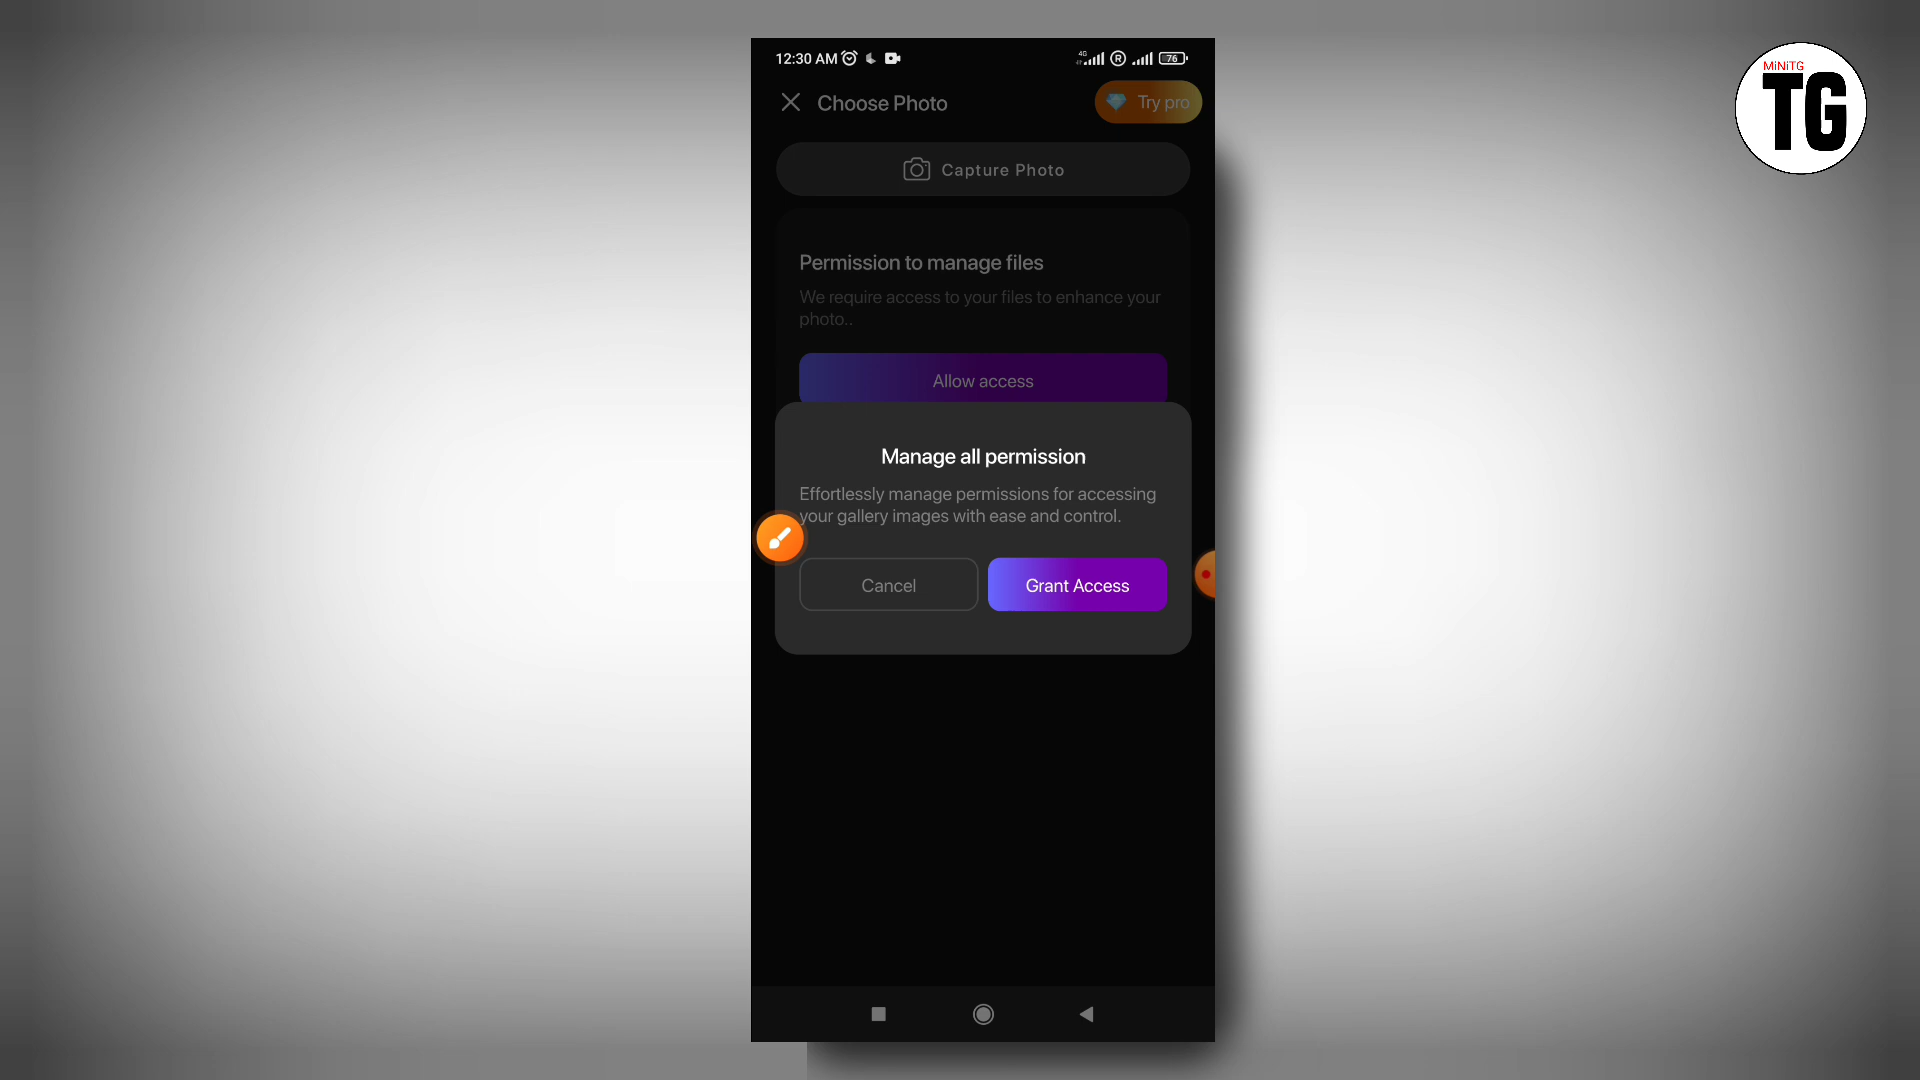 MiNiTG
TG
12:30 AM
4G
R
76
Choose Photo
Try pro
Capture Photo
Permission to manage files
We require access to your files to enhance your
photo..
Allow access
Manage all permission
Effortlessly manage permissions for accessing
your gallery images with ease and control.
Cancel
Grant Access